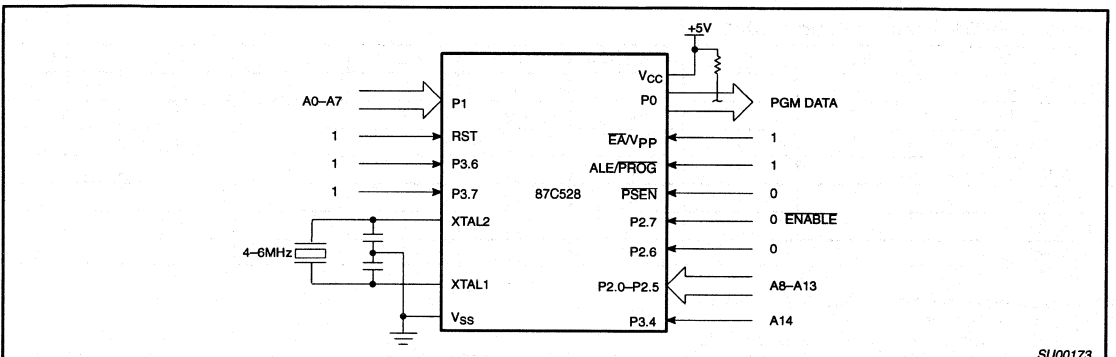 +5V
VCC
A0–A7
P1
P0
PGM DATA
1
RST
EA/VPP
1
1
P3.6
ALE/PROG
1
1
P3.7
87C528
PSEN
0
XTAL2
P2.7
0 ENABLE
4–6MHz
P2.6
0
XTAL1
P2.0–P2.5
A8–A13
VSS
P3.4
A14
SU00173